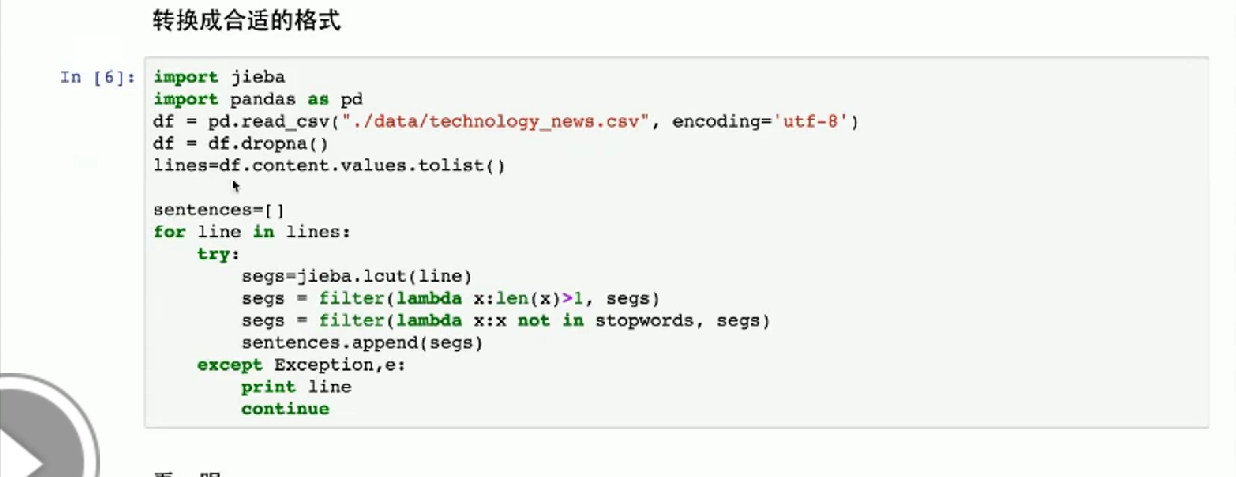 转换成合适的格式
In [6]:
import jieba
import pandas as pd
df = pd.read_csv("./data/technology_news.csv", encoding='utf-8')
df = df.dropna()
lines=df.content.values.tolist()
sentences=[]
for line in lines:
    try:
        segs=jieba.lcut(line)
        segs = filter(lambda x:len(x)>1, segs)
        segs = filter(lambda x:x not in stopwords, segs)
        sentences.append(segs)
    except Exception,e:
        print line
        continue